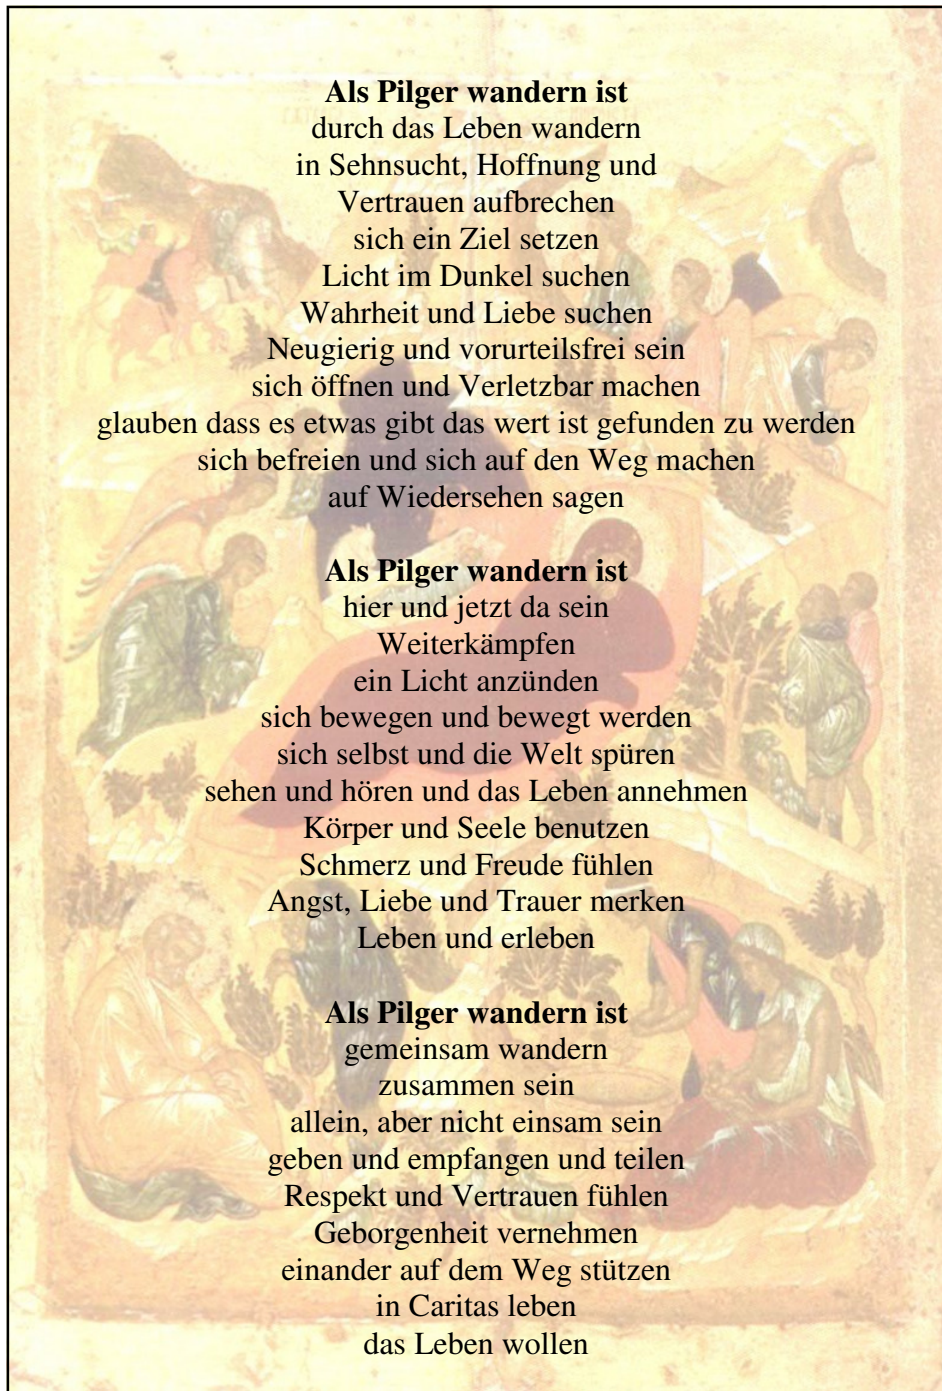 Als Pilger wandern ist
durch das Leben wandern
in Sehnsucht, Hoffnung und
Vertrauen aufbrechen
sich ein Ziel setzen
Licht im Dunkel suchen
Wahrheit und Liebe suchen
Neugierig und vorurteilsfrei sein
sich öffnen und Verletzbar machen
glauben dass es etwas gibt das wert ist gefunden zu werden
sich befreien und sich auf den Weg machen
auf Wiedersehen sagen
Als Pilger wandern ist
hier und jetzt da sein
Weiterkämpfen
ein Licht anzünden
sich bewegen und bewegt werden
sich selbst und die Welt spüren
sehen und hören und das Leben annehmen
Körper und Seele benutzen
Schmerz und Freude fühlen
Angst, Liebe und Trauer merken
Leben und erleben
Als Pilger wandern ist
gemeinsam wandern
zusammen sein
allein, aber nicht einsam sein
geben und empfangen und teilen
Respekt und Vertrauen fühlen
Geborgenheit vernehmen
einander auf dem Weg stützen
in Caritas leben
das Leben wollen